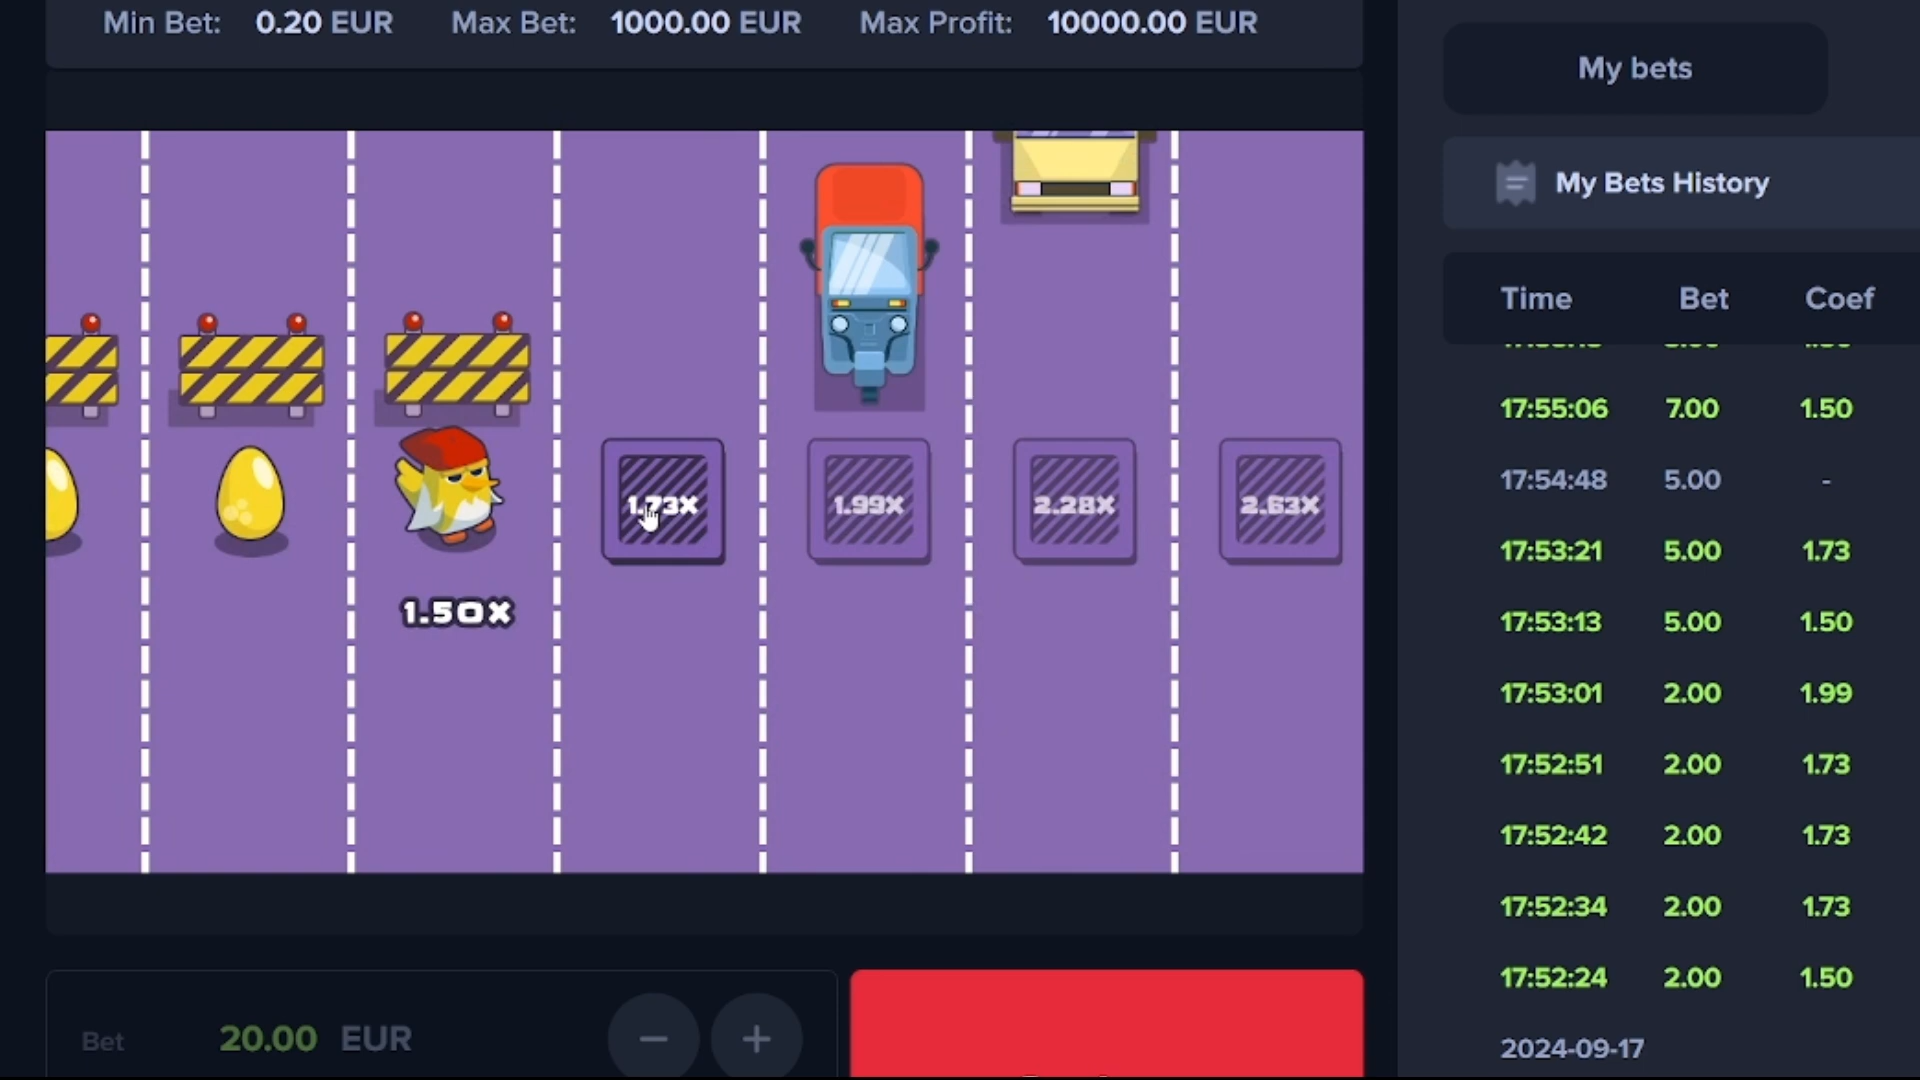 Min Bet: 0.20 EUR Max Bet: 1000.00 EUR Max Profit: 10000.00 EUR
My bets
My Bets History
Time Bet Coef
17:55:06 7.00 1.50
17:54:48 5.00 -
17:53:21 5.00 1.73
17:53:13 5.00 1.50
17:53:01 2.00 1.99
17:52:51 2.00 1.73
17:52:42 2.00 1.73
17:52:34 2.00 1.73
17:52:24 2.00 1.50
2024-09-17
1.73X 1.99X 2.28X 2.63X
1.50X
Bet 20.00 EUR − +